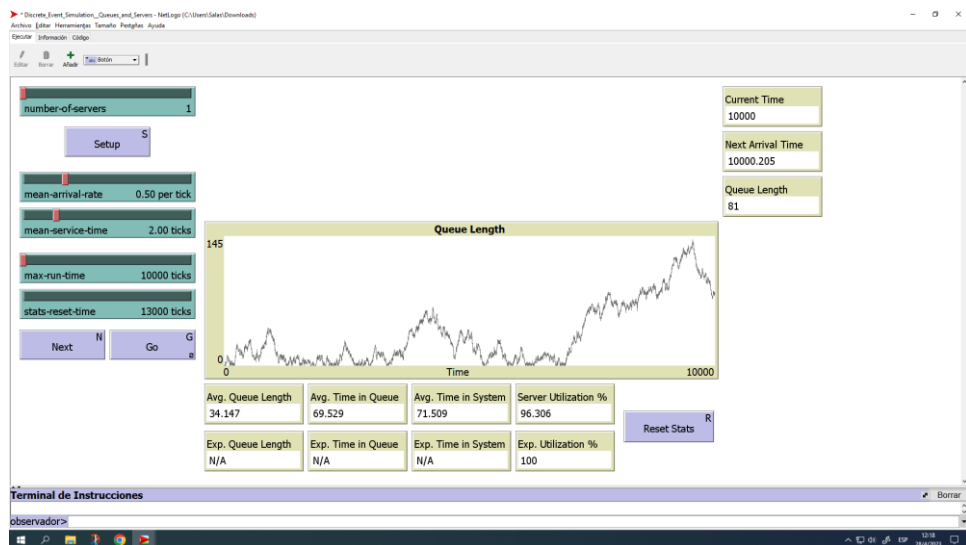 * Discrete_Event_Simulation__Queues_and_Servers - NetLogo {C:\Users\Salas\Downloads}
Archivo Editar Herramientas Tamaño Pestañas Ayuda
Ejecutar Información Código
Editar Borrar Añadir Botón
number-of-servers 1
Setup S
mean-arrival-rate 0.50 per tick
mean-service-time 2.00 ticks
max-run-time 10000 ticks
stats-reset-time 13000 ticks
Next N
Go G
Current Time
10000
Next Arrival Time
10000.205
Queue Length
81
Queue Length
145
0
0 Time 10000
Avg. Queue Length Avg. Time in Queue Avg. Time in System Server Utilization %
34.147 69.529 71.509 96.306
Exp. Queue Length Exp. Time in Queue Exp. Time in System Exp. Utilization %
N/A N/A N/A 100
Reset Stats R
Terminal de Instrucciones Borrar
observador>
ESP 12:18